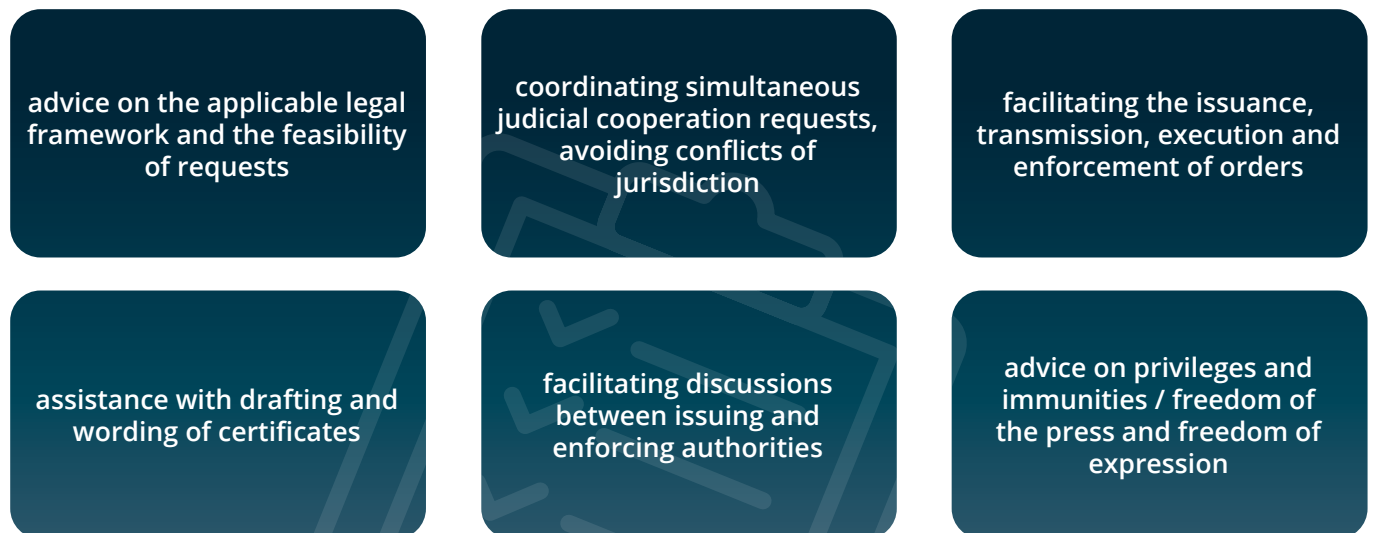 advice on the applicable legal
framework and the feasibility
of requests
coordinating simultaneous
judicial cooperation requests,
avoiding conflicts of
jurisdiction
facilitating the issuance,
transmission, execution and
enforcement of orders
assistance with drafting and
wording of certificates
facilitating discussions
between issuing and
enforcing authorities
advice on privileges and
immunities / freedom of
the press and freedom of
expression